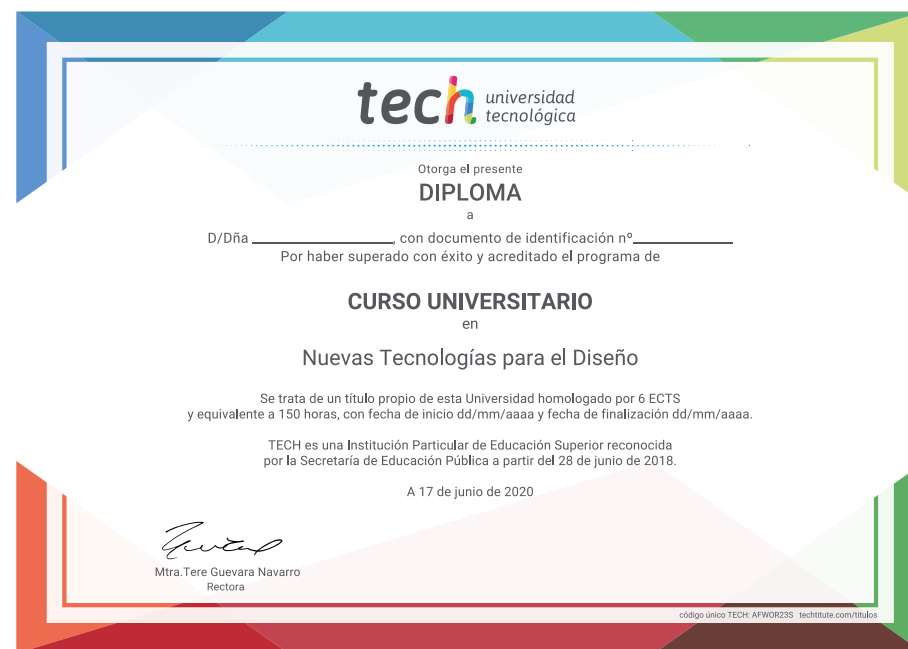 tech universidad
tecnológica
Otorga el presente
DIPLOMA
a
D/Dña ____________________, con documento de identificación nº______________
Por haber superado con éxito y acreditado el programa de
CURSO UNIVERSITARIO
en
Nuevas Tecnologías para el Diseño
Se trata de un título propio de esta Universidad homologado por 6 ECTS
y equivalente a 150 horas, con fecha de inicio dd/mm/aaaa y fecha de finalización dd/mm/aaaa.
TECH es una Institución Particular de Educación Superior reconocida
por la Secretaría de Educación Pública a partir del 28 de junio de 2018.
A 17 de junio de 2020
Mtra.Tere Guevara Navarro
Rectora
código único TECH: AFWOR23S techtitute.com/titulos